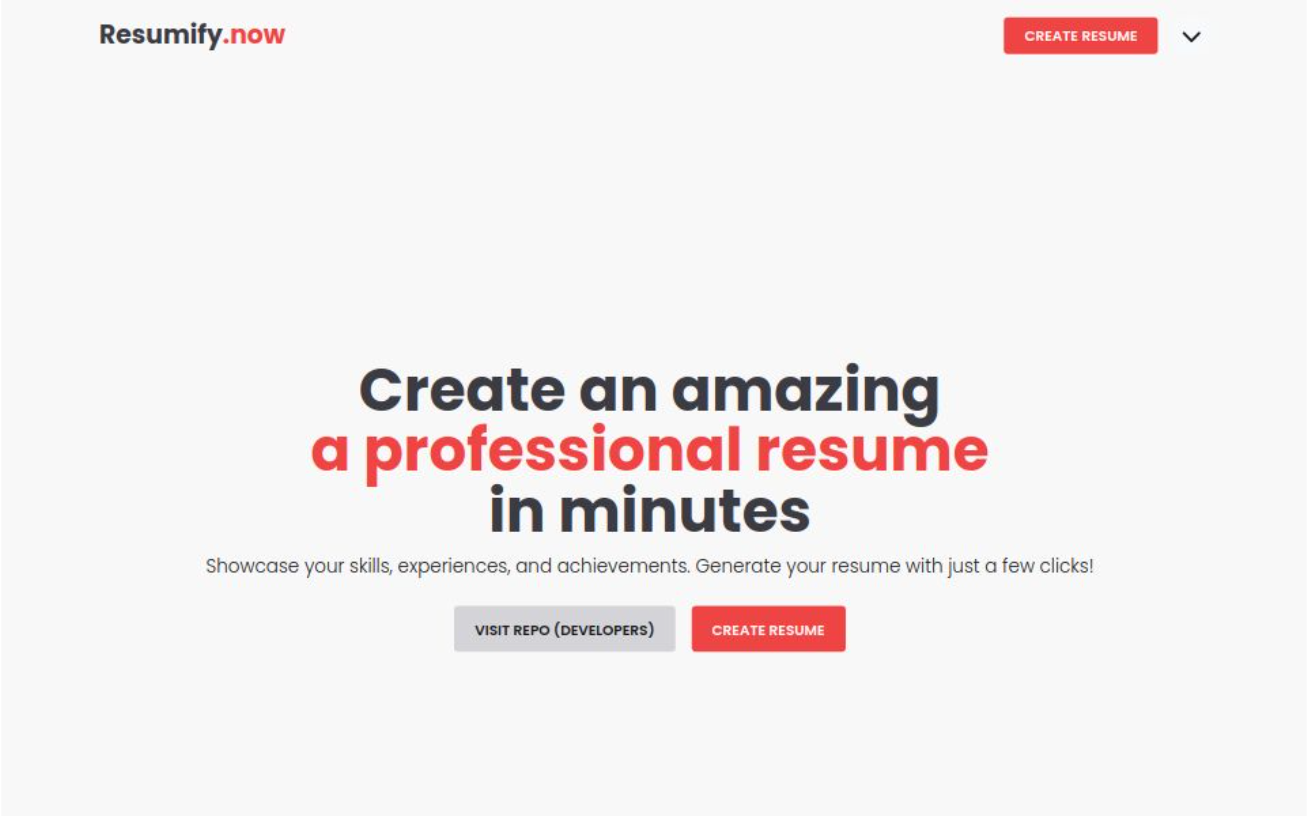 Resumify.now
CREATE RESUME
Create an amazing
a professional resume
in minutes
Showcase your skills, experiences, and achievements. Generate your resume with just a few clicks!
VISIT REPO (DEVELOPERS)
CREATE RESUME